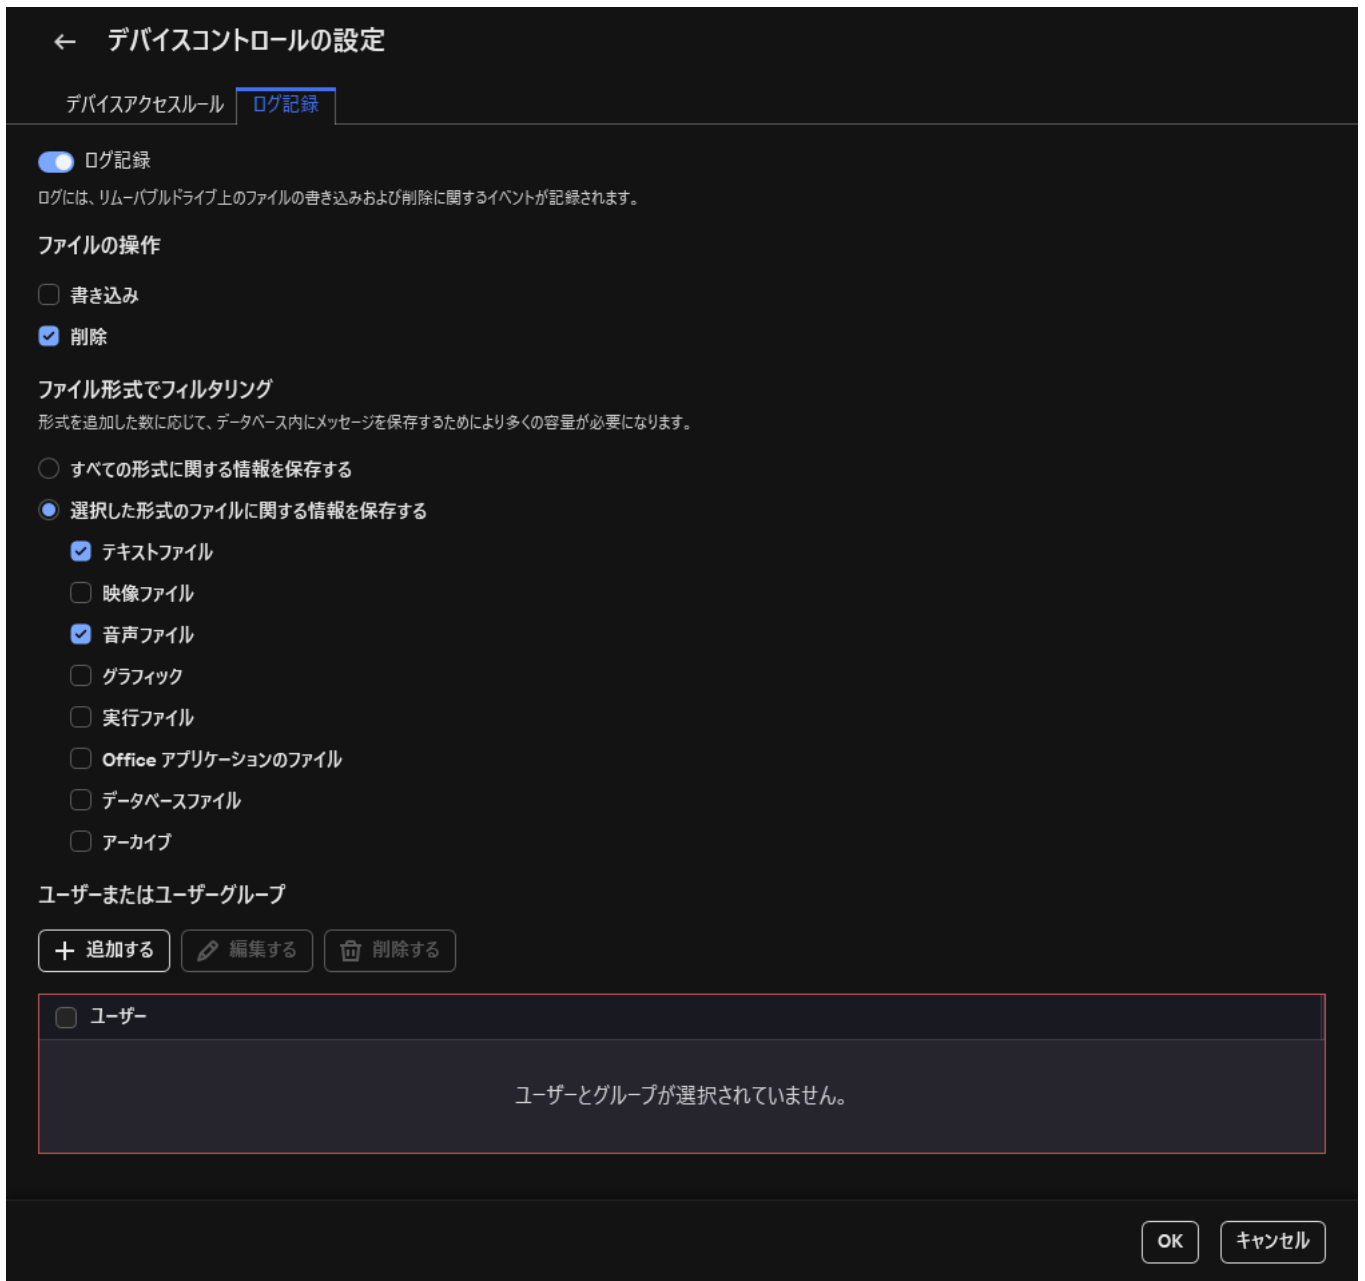 デバイスコントロールの設定
デバイスアクセスルール ログ記録
ログ記録
ログには、リムーバブルドライブ上のファイルの書き込みおよび削除に関するイベントが記録されます。
ファイルの操作
書き込み
削除
ファイル形式でフィルタリング
形式を追加した数に応じて、データベース内にメッセージを保存するためにより多くの容量が必要になります。
すべての形式に関する情報を保存する
選択した形式のファイルに関する情報を保存する
テキストファイル
映像ファイル
音声ファイル
グラフィック
実行ファイル
Office アプリケーションのファイル
データベースファイル
アーカイブ
ユーザーまたはユーザーグループ
追加する 編集する 削除する
ユーザー
ユーザーとグループが選択されていません。
OK キャンセル